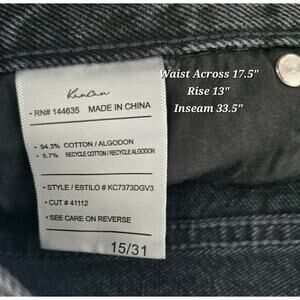 KanCan
• RN# 144635 MADE IN CHINA
• 94.3% COTTON / ALGODON
• 5.7% RECYCLE COTTON / RECYCLE ALGODON
• STYLE / ESTILO # KC7373DGV3
• CUT # 41112
• SEE CARE ON REVERSE
15/31
Waist Across 17.5"
Rise 13"
Inseam 33.5"